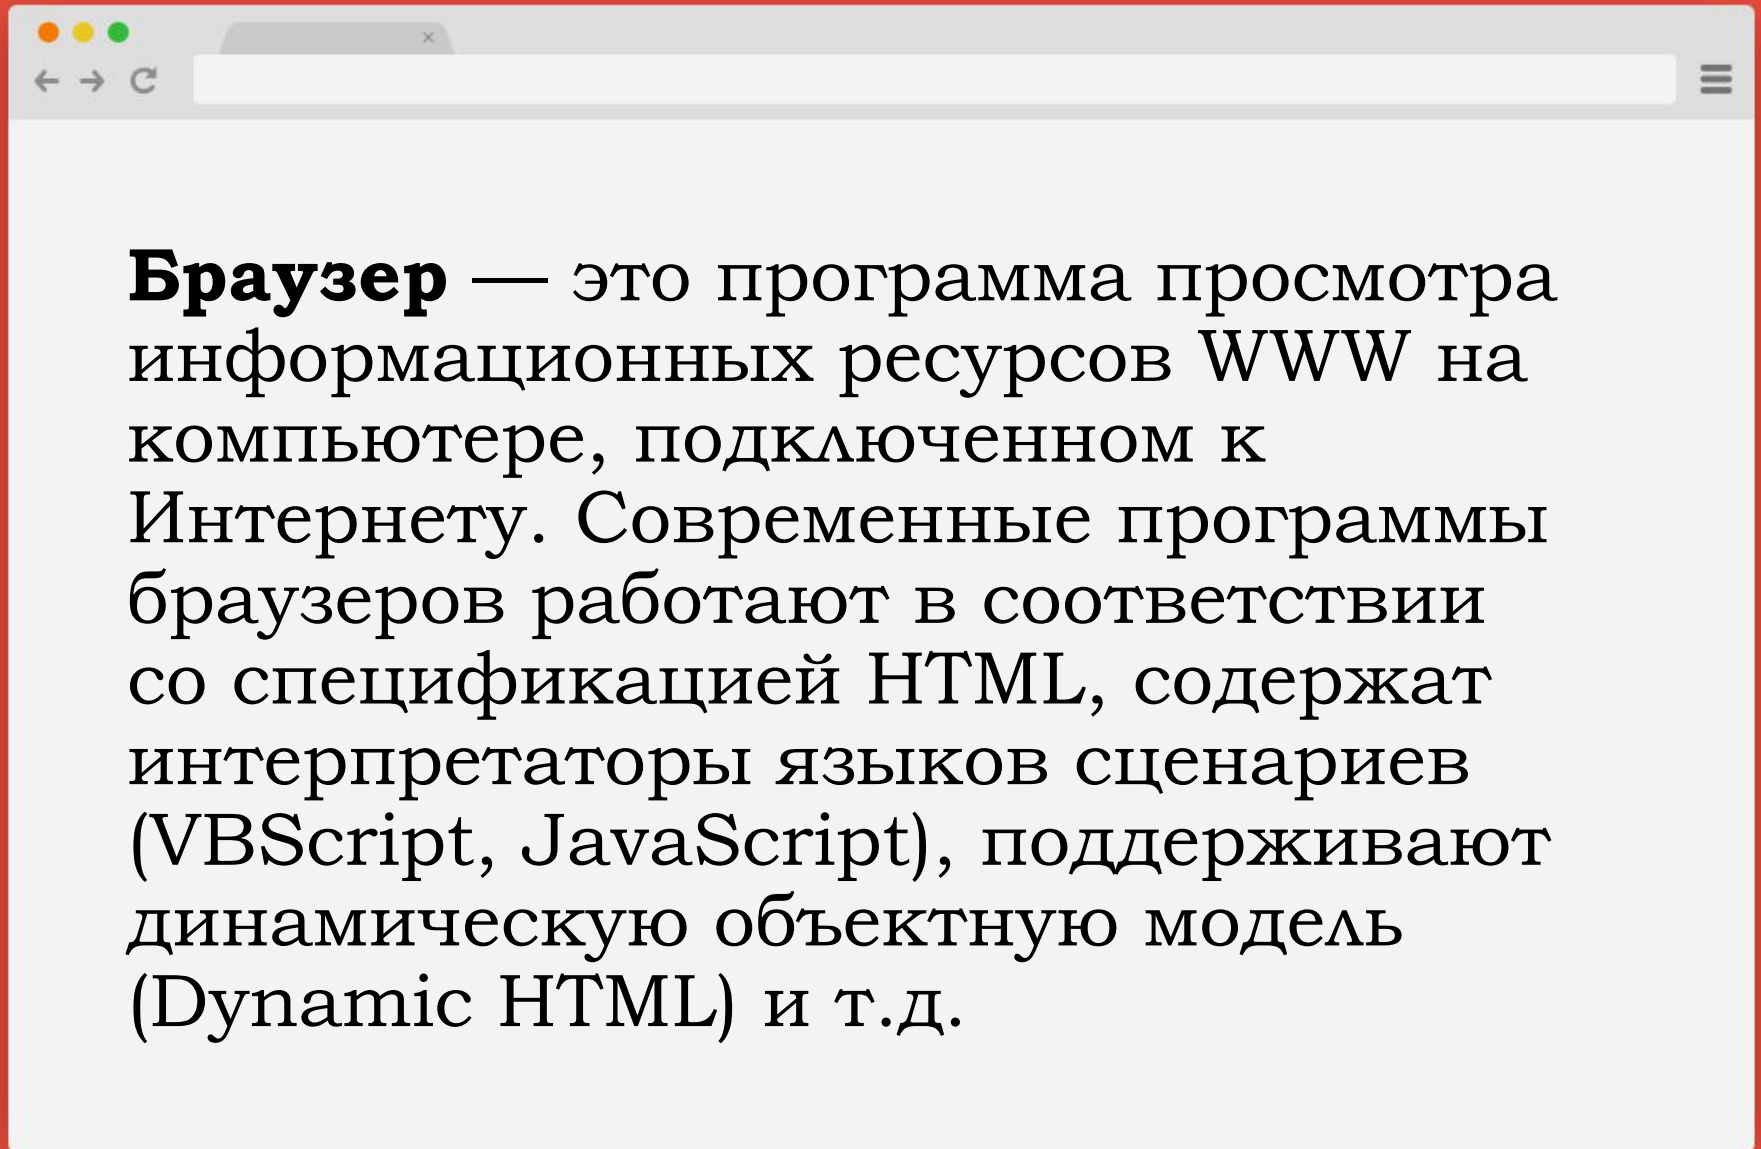 Браузер — это программа просмотра
информационных ресурсов WWW на
компьютере, подключенном к
Интернету. Современные программы
браузеров работают в соответствии
со спецификацией HTML, содержат
интерпретаторы языков сценариев
(VBScript, JavaScript), поддерживают
динамическую объектную модель
(Dynamic HTML) и т.д.